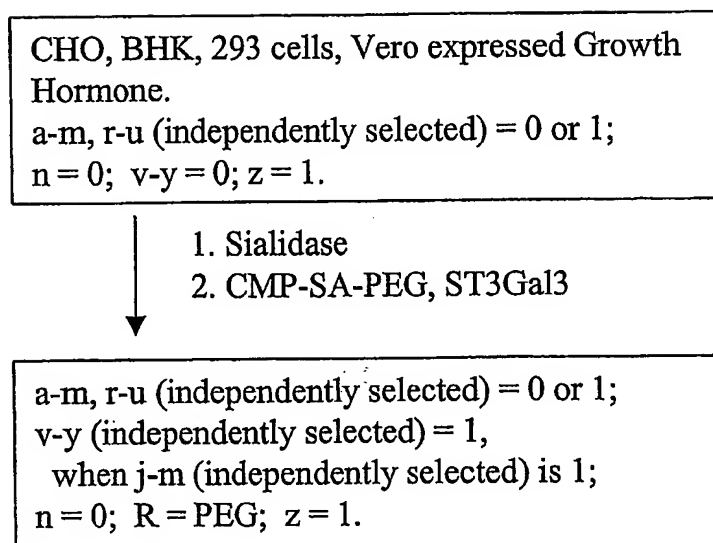 CHO, BHK, 293 cells, Vero expressed Growth
Hormone.
a-m, r-u (independently selected) = 0 or 1;
n = 0; v-y = 0; z = 1.
1. Sialidase
2. CMP-SA-PEG, ST3Gal3
a-m, r-u (independently selected) = 0 or 1;
v-y (independently selected) = 1,
when j-m (independently selected) is 1;
n = 0; R = PEG; z = 1.